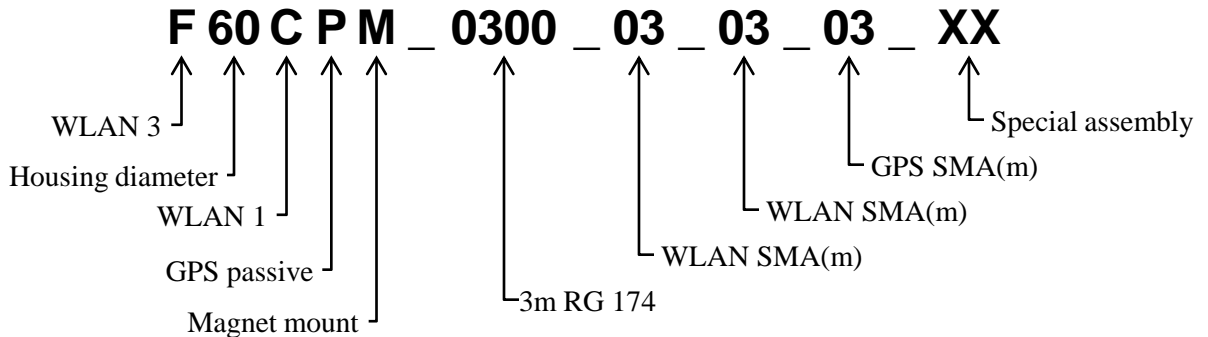 F 60 C P M _ 0300 _ 03 _ 03 _ 03 _ XX
WLAN 3
Special assembly
Housing diameter
GPS SMA(m)
WLAN 1
WLAN SMA(m)
GPS passive
WLAN SMA(m)
Magnet mount
3m RG 174